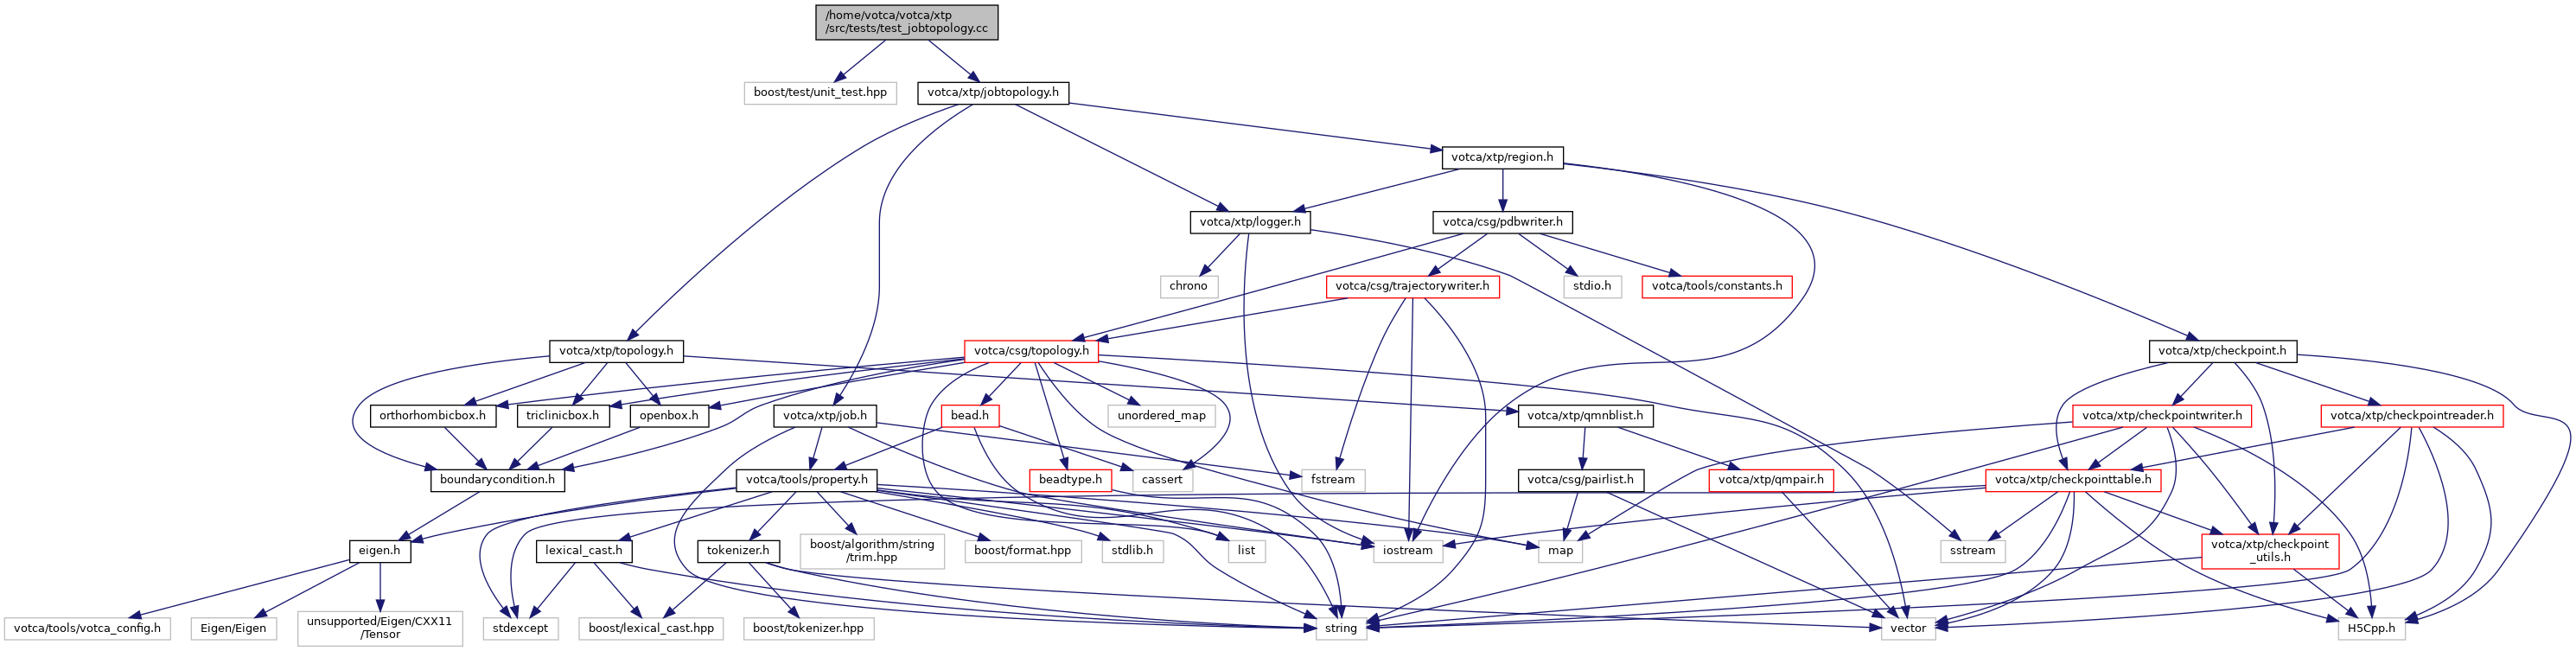 /home/votca/votca/xtp
/src/tests/test_jobtopology.cc
boost/test/unit_test.hpp
votca/xtp/jobtopology.h
votca/xtp/region.h
votca/xtp/logger.h
votca/csg/pdbwriter.h
chrono
votca/csg/trajectorywriter.h
stdio.h
votca/tools/constants.h
votca/xtp/topology.h
votca/csg/topology.h
votca/xtp/checkpoint.h
orthorhombicbox.h
triclinicbox.h
openbox.h
votca/xtp/job.h
bead.h
unordered_map
votca/xtp/qmnblist.h
votca/xtp/checkpointwriter.h
votca/xtp/checkpointreader.h
boundarycondition.h
votca/tools/property.h
beadtype.h
cassert
fstream
votca/csg/pairlist.h
votca/xtp/qmpair.h
votca/xtp/checkpointtable.h
eigen.h
lexical_cast.h
tokenizer.h
boost/algorithm/string
/trim.hpp
boost/format.hpp
stdlib.h
list
iostream
map
sstream
votca/xtp/checkpoint
_utils.h
votca/tools/votca_config.h
Eigen/Eigen
unsupported/Eigen/CXX11
/Tensor
stdexcept
boost/lexical_cast.hpp
boost/tokenizer.hpp
string
vector
H5Cpp.h